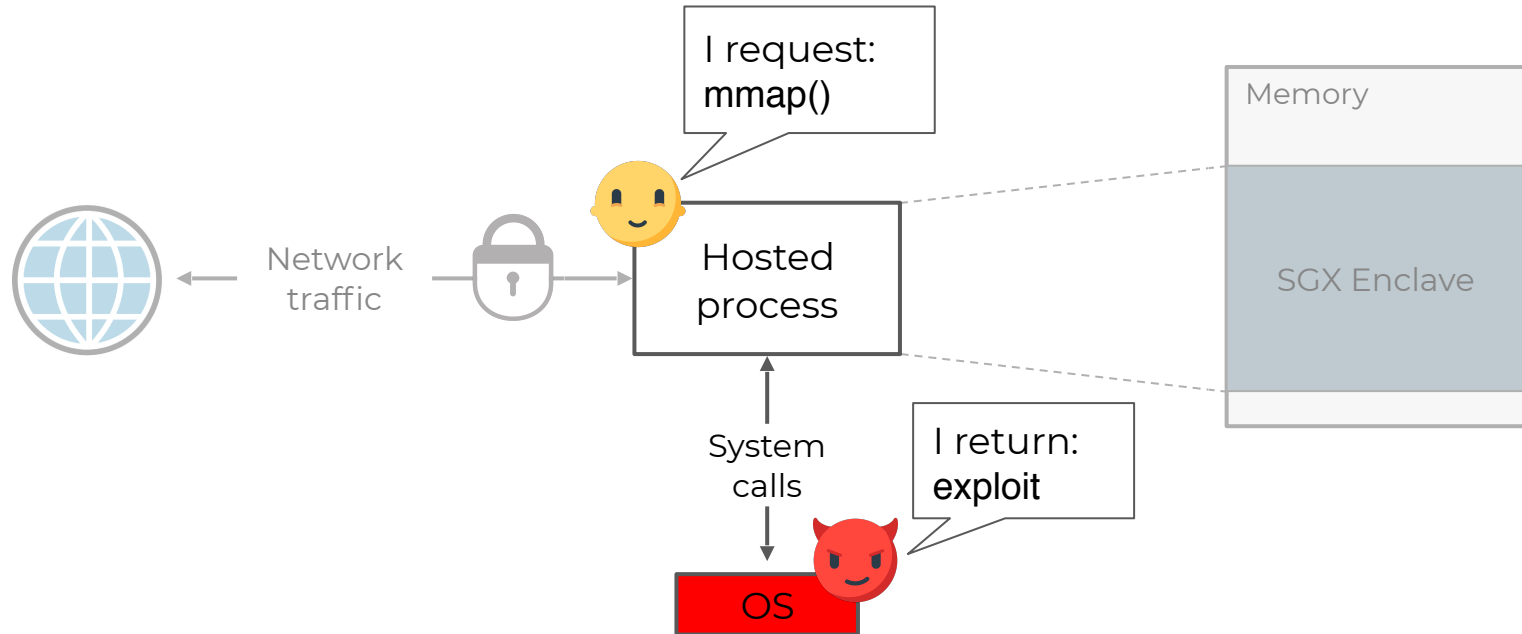 I request:
mmap()
Memory
Network
traffic
Hosted
process
SGX Enclave
System
calls
I return:
exploit
OS